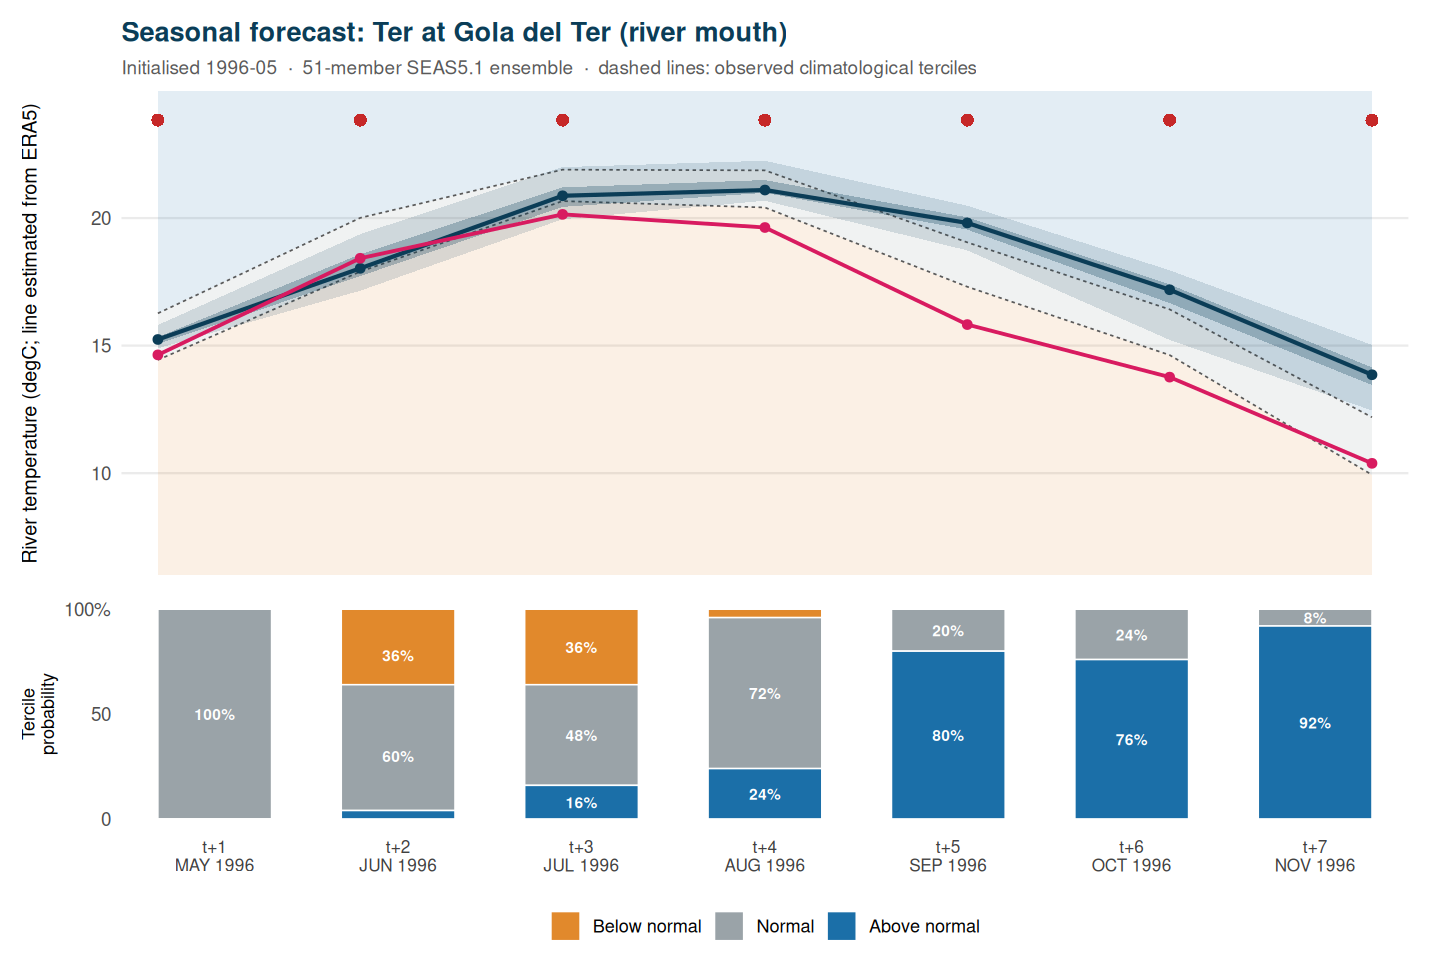 Seasonal forecast: Ter at Gola del Ter (river mouth)
Initialised 1996-05 · 51-member SEAS5.1 ensemble · dashed lines: observed climatological terciles
River temperature (degC; line estimated from ERA5)
20
15
10
Tercile
probability
100%
50
0
100%
36%
60%
36%
48%
16%
72%
24%
20%
80%
24%
76%
8%
92%
t+1
MAY 1996
t+2
JUN 1996
t+3
JUL 1996
t+4
AUG 1996
t+5
SEP 1996
t+6
OCT 1996
t+7
NOV 1996
Below normal
Normal
Above normal